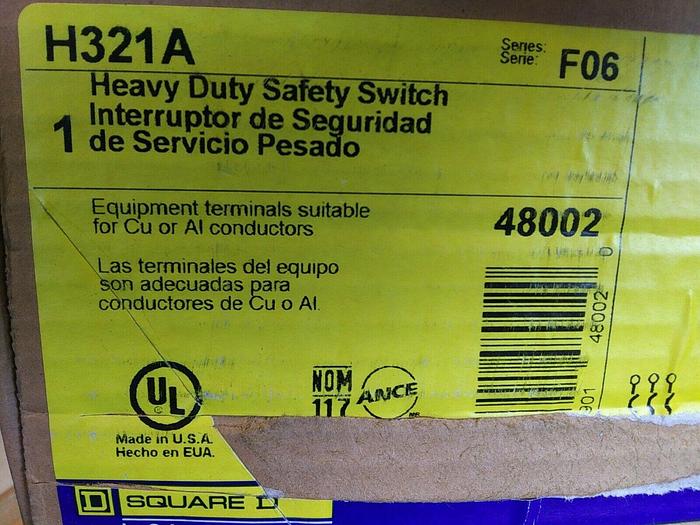 H321A
Series:
Serie:
F06
1
Heavy Duty Safety Switch
Interruptor de Seguridad
de Servicio Pesado
Equipment terminals suitable
for Cu or Al conductors
48002
Las terminales del equipo
son adecuadas para
conductores de Cu o Al.
48002
0
901
UL
NOM
117
ANCE
Made in U.S.A.
Hecho en EUA.
D SQUARE D